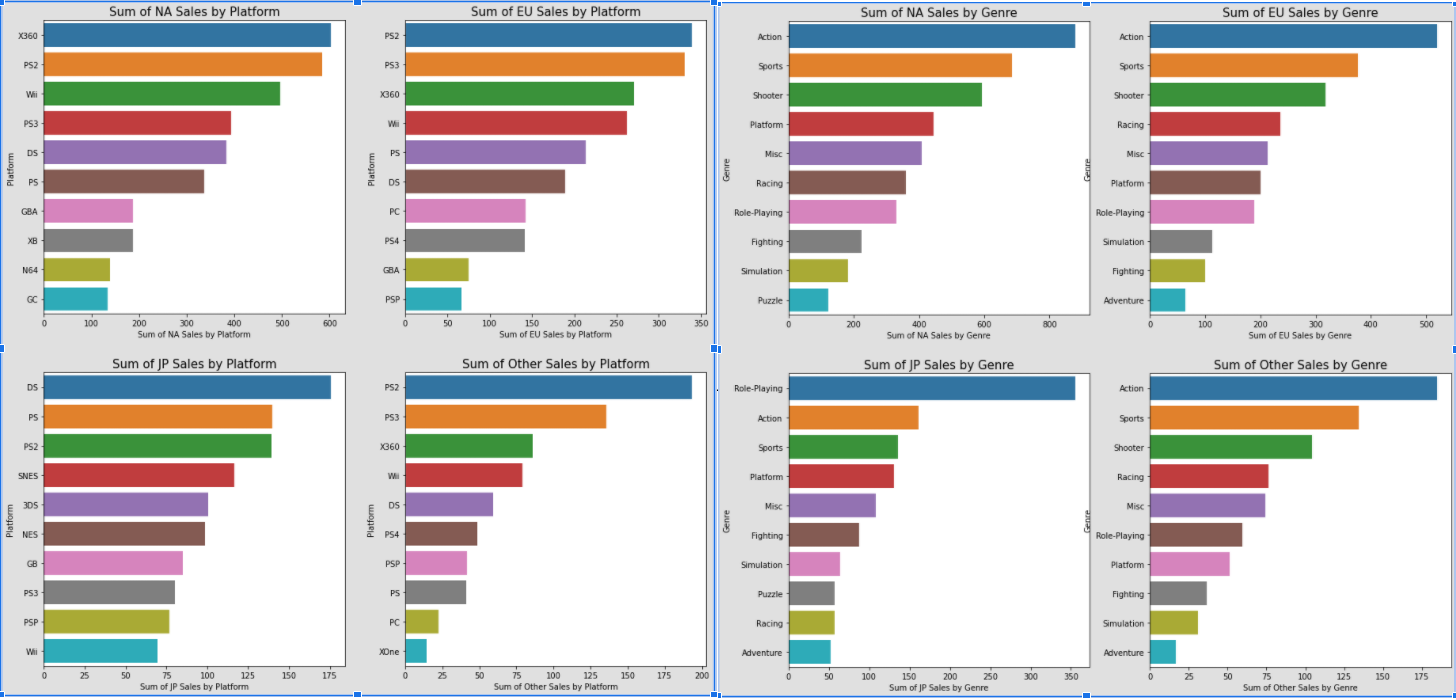 Sum of NA Sales by Platform
Platform
X360
PS2
Wii
PS3
DS
PS
GBA
XB
N64
GC
0 100 200 300 400 500 600
Sum of NA Sales by Platform
Sum of EU Sales by Platform
Platform
PS2
PS3
X360
Wii
PS
DS
PC
PS4
GBA
PSP
0 50 100 150 200 250 300 350
Sum of EU Sales by Platform
Sum of NA Sales by Genre
Genre
Action
Sports
Shooter
Platform
Misc
Racing
Role-Playing
Fighting
Simulation
Puzzle
0 200 400 600 800
Sum of NA Sales by Genre
Sum of EU Sales by Genre
Genre
Action
Sports
Shooter
Racing
Misc
Platform
Role-Playing
Simulation
Fighting
Adventure
0 100 200 300 400 500
Sum of EU Sales by Genre
Sum of JP Sales by Platform
Platform
DS
PS
PS2
SNES
3DS
NES
GB
PS3
PSP
Wii
0 25 50 75 100 125 150 175
Sum of JP Sales by Platform
Sum of Other Sales by Platform
Platform
PS2
PS3
X360
Wii
DS
PS4
PSP
PS
PC
XOne
0 25 50 75 100 125 150 175 200
Sum of Other Sales by Platform
Sum of JP Sales by Genre
Genre
Role-Playing
Action
Sports
Platform
Misc
Fighting
Simulation
Puzzle
Racing
Adventure
0 50 100 150 200 250 300 350
Sum of JP Sales by Genre
Sum of Other Sales by Genre
Genre
Action
Sports
Shooter
Racing
Misc
Role-Playing
Platform
Fighting
Simulation
Adventure
0 25 50 75 100 125 150 175
Sum of Other Sales by Genre